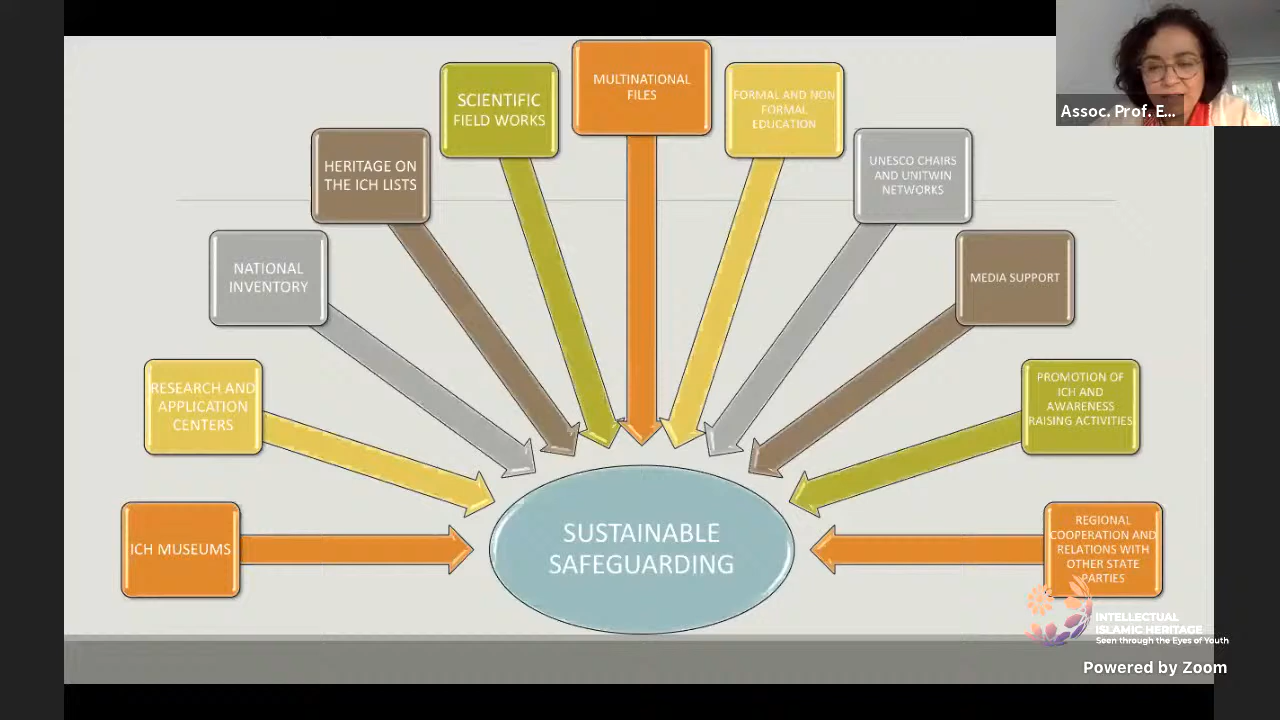 MULTINATIONAL
FILES
SCIENTIFIC
FIELD WORKS
FORMAL AND NON
FORMAL
EDUCATION
Assoc. Prof. E...
HERITAGE ON
THE ICH LISTS
UNESCO CHAIRS
AND UNITWIN
NETWORKS
NATIONAL
INVENTORY
MEDIA SUPPORT
RESEARCH AND
APPLICATION
CENTERS
PROMOTION OF
ICH AND
AWARENESS
RAISING ACTIVITIES
ICH MUSEUMS
SUSTAINABLE
SAFEGUARDING
REGIONAL
COOPERATION AND
RELATIONS WITH
OTHER STATE
PARTIES
INTELLECTUAL
ISLAMIC HERITAGE
Seen through the Eyes of Youth
Powered by Zoom